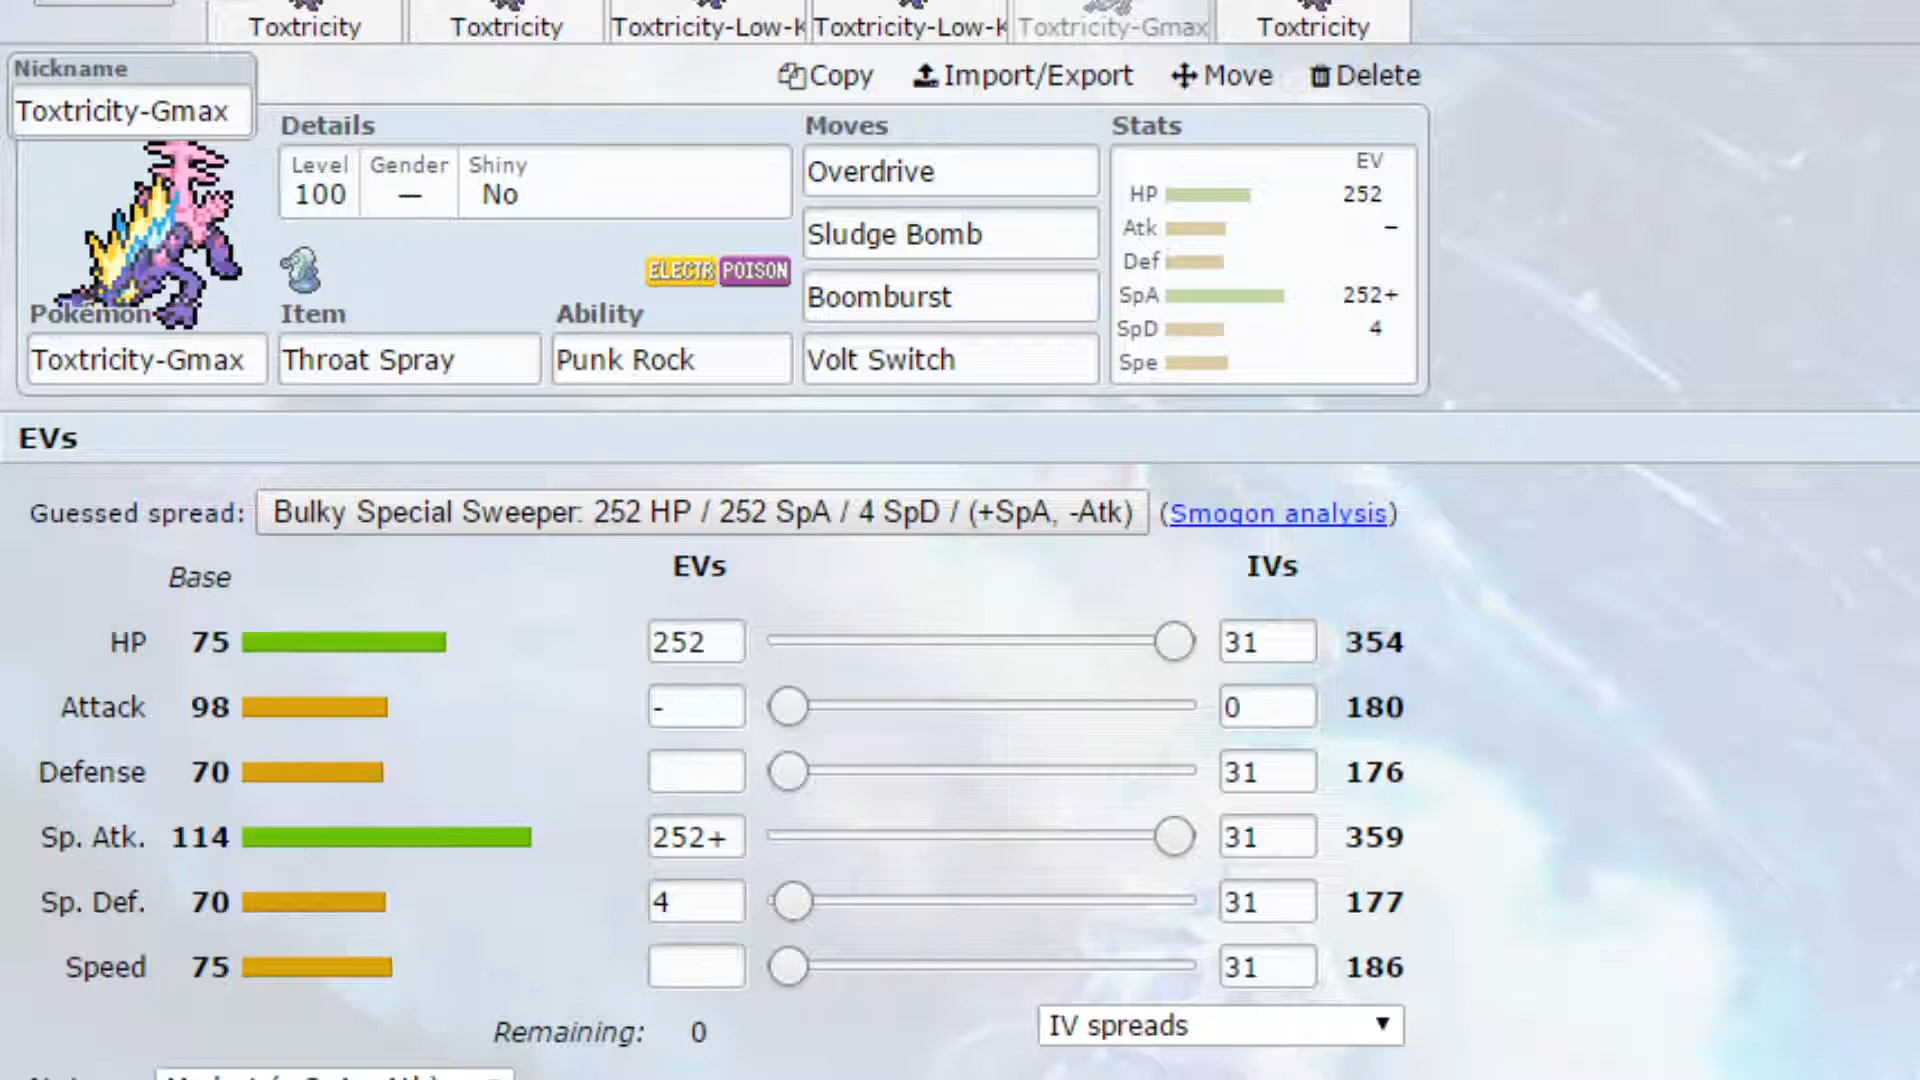 Toxtricity Toxtricity Toxtricity-Low-K Toxtricity-Low-K Toxtricity-Gmax Toxtricity
Nickname
Toxtricity-Gmax
Copy Import/Export Move Delete
Details
Level Gender Shiny
100 — No
ELECTR POISON
Pokémon Item Ability
Toxtricity-Gmax Throat Spray Punk Rock
Moves
Overdrive
Sludge Bomb
Boomburst
Volt Switch
Stats
EV
HP 252
Atk –
Def
SpA 252+
SpD 4
Spe
EVs
Guessed spread: Bulky Special Sweeper: 252 HP / 252 SpA / 4 SpD / (+SpA, -Atk) (Smogon analysis)
Base EVs IVs
HP 75 252 31 354
Attack 98 - 0 180
Defense 70 31 176
Sp. Atk. 114 252+ 31 359
Sp. Def. 70 4 31 177
Speed 75 31 186
Remaining: 0
IV spreads ▼